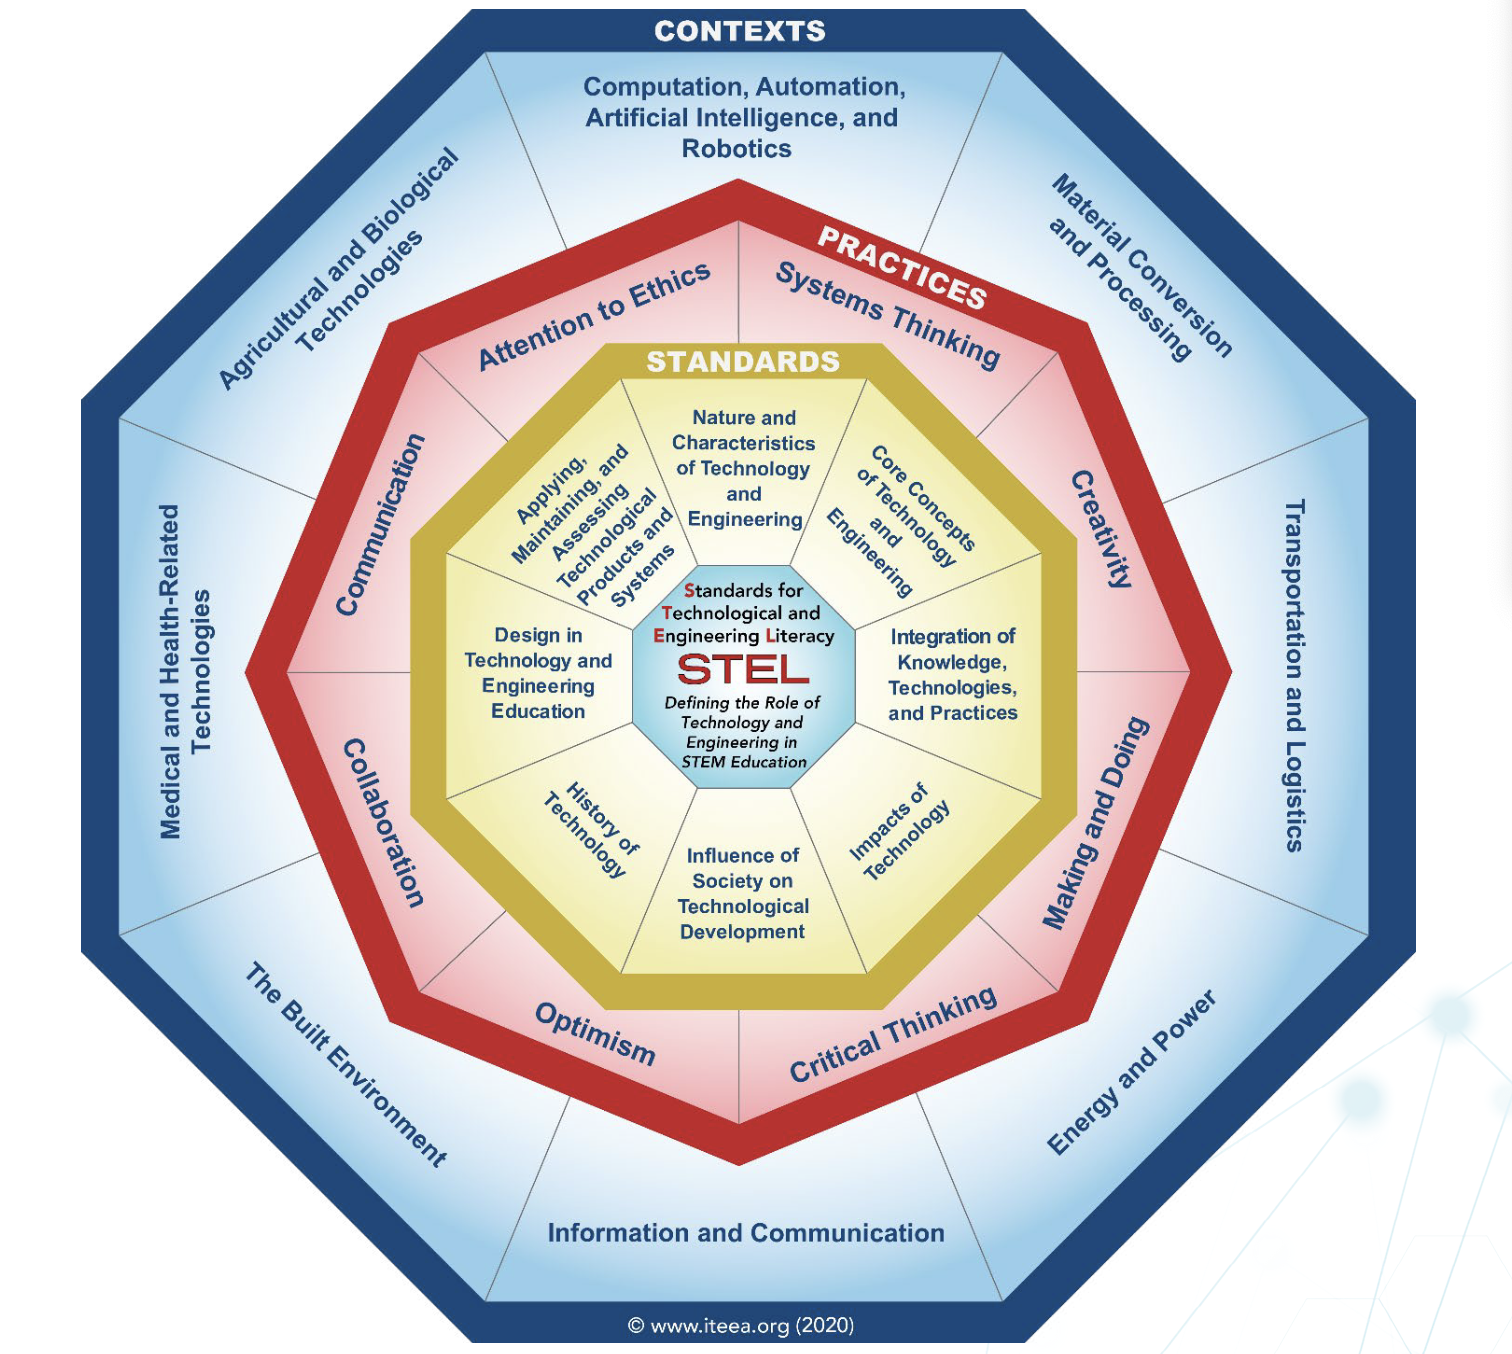 CONTEXTS
Computation, Automation,
Artificial Intelligence, and
Robotics
Material Conversion
and Processing
Transportation and Logistics
Energy and Power
Information and Communication
The Built Environment
Medical and Health-Related
Technologies
Agricultural and Biological
Technologies
PRACTICES
Systems Thinking
Creativity
Making and Doing
Critical Thinking
Optimism
Collaboration
Communication
Attention to Ethics
STANDARDS
Nature and
Characteristics
of Technology
and
Engineering
Core Concepts
of Technology
and
Engineering
Integration of
Knowledge,
Technologies,
and Practices
Impacts of
Technology
Influence of
Society on
Technological
Development
History of
Technology
Design in
Technology and
Engineering
Education
Applying,
Maintaining, and
Assessing
Technological
Products and
Systems
Standards for
Technological and
Engineering Literacy
STEL
Defining the Role of
Technology and
Engineering in
STEM Education
© www.iteea.org (2020)